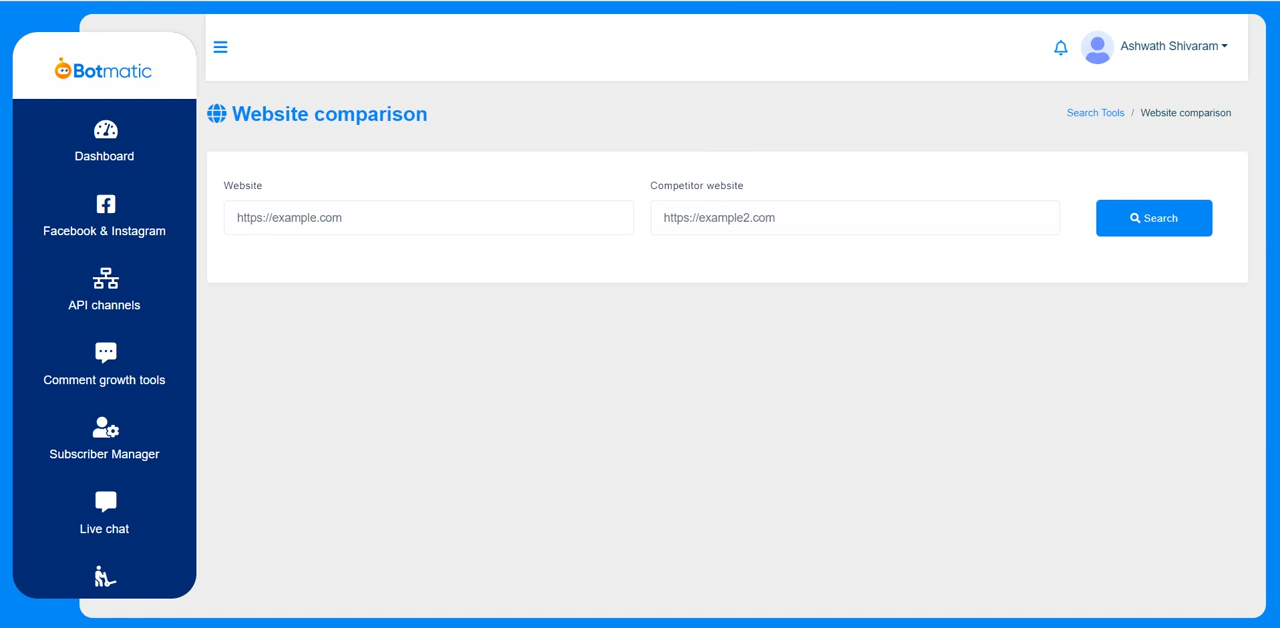 Botmatic
Ashwath Shivaram
Website comparison
Search Tools / Website comparison
Dashboard
Facebook & Instagram
API channels
Comment growth tools
Subscriber Manager
Live chat
Website
Competitor website
https://example.com
https://example2.com
Search